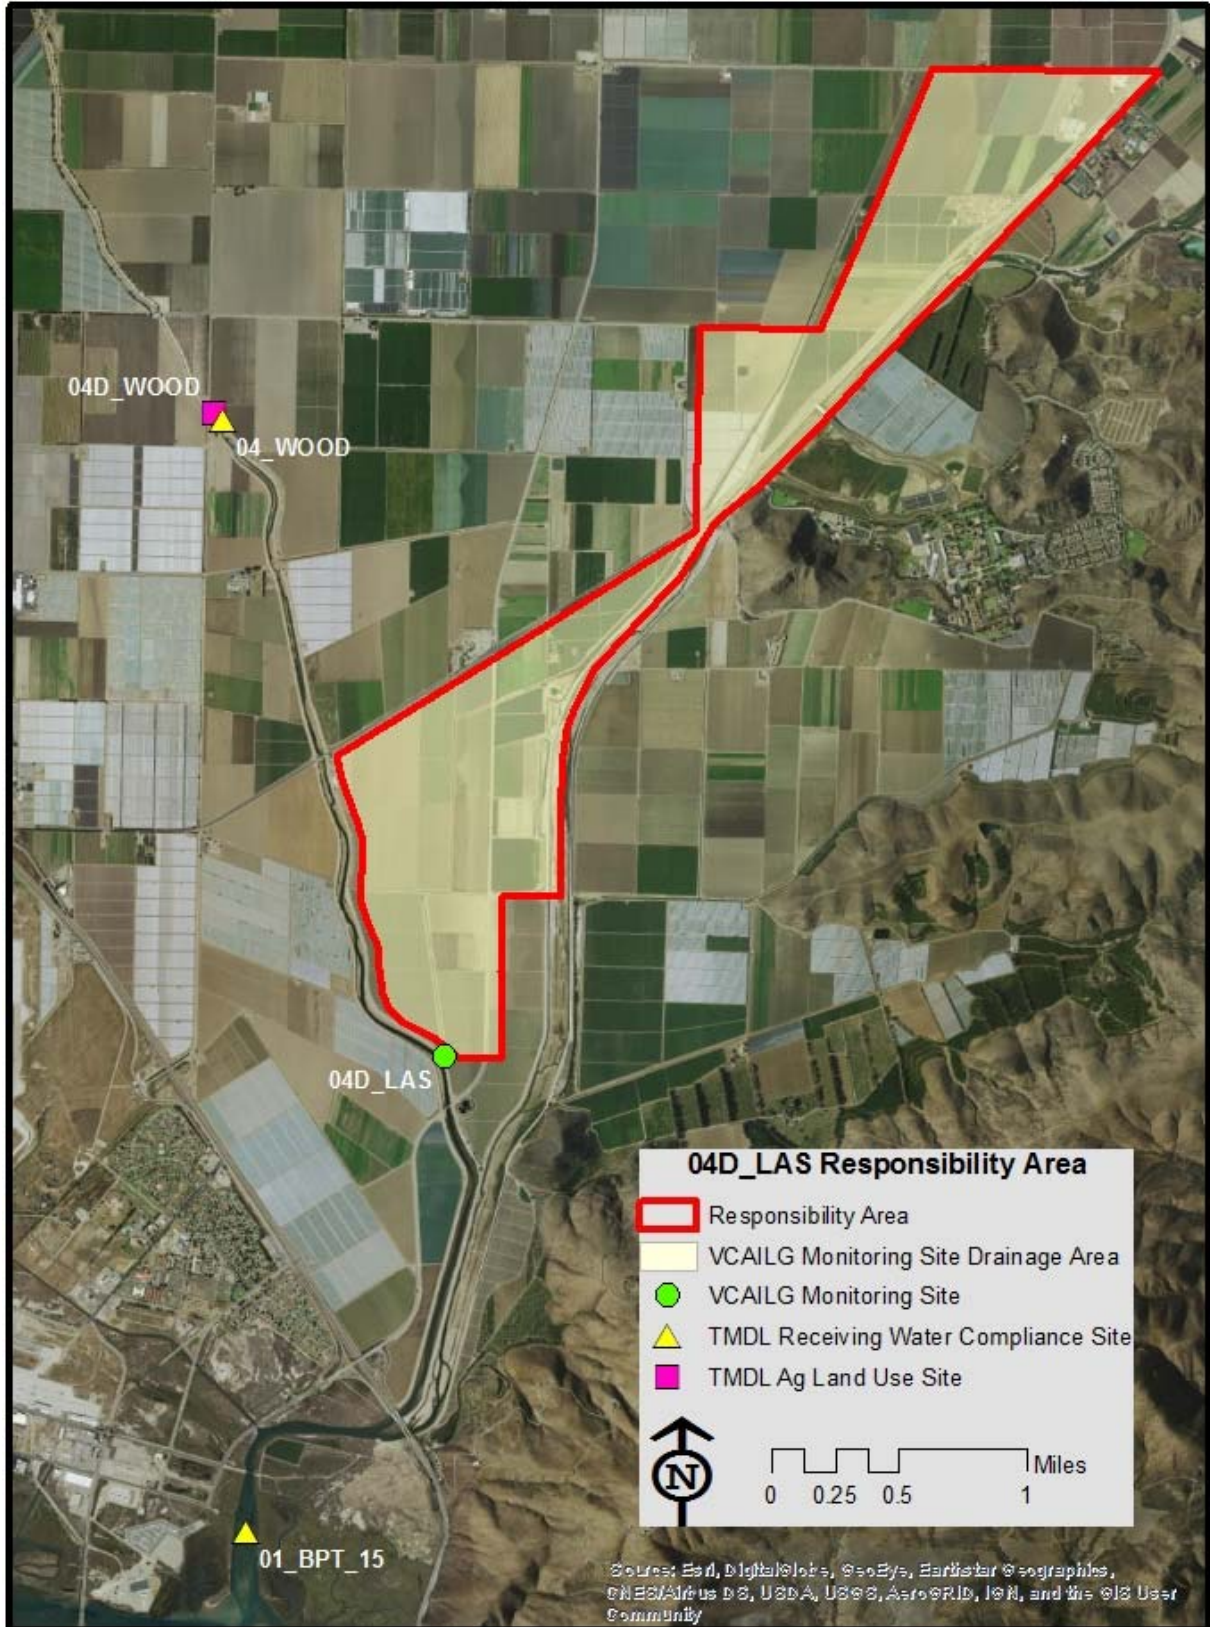 04D_WOOD
04_WOOD
04D_LAS
04D_LAS Responsibility Area
Responsibility Area
VCAILG Monitoring Site Drainage Area
VCAILG Monitoring Site
TMDL Receiving Water Compliance Site
TMDL Ag Land Use Site
N
Miles
0 0.25 0.5 1
01_BPT_15
Source: Esri, DigitalGlobe, GeoEye, Earthstar Geographics,
CNES/Airbus DS, USDA, USGS, AeroGRID, IGN, and the GIS User
Community